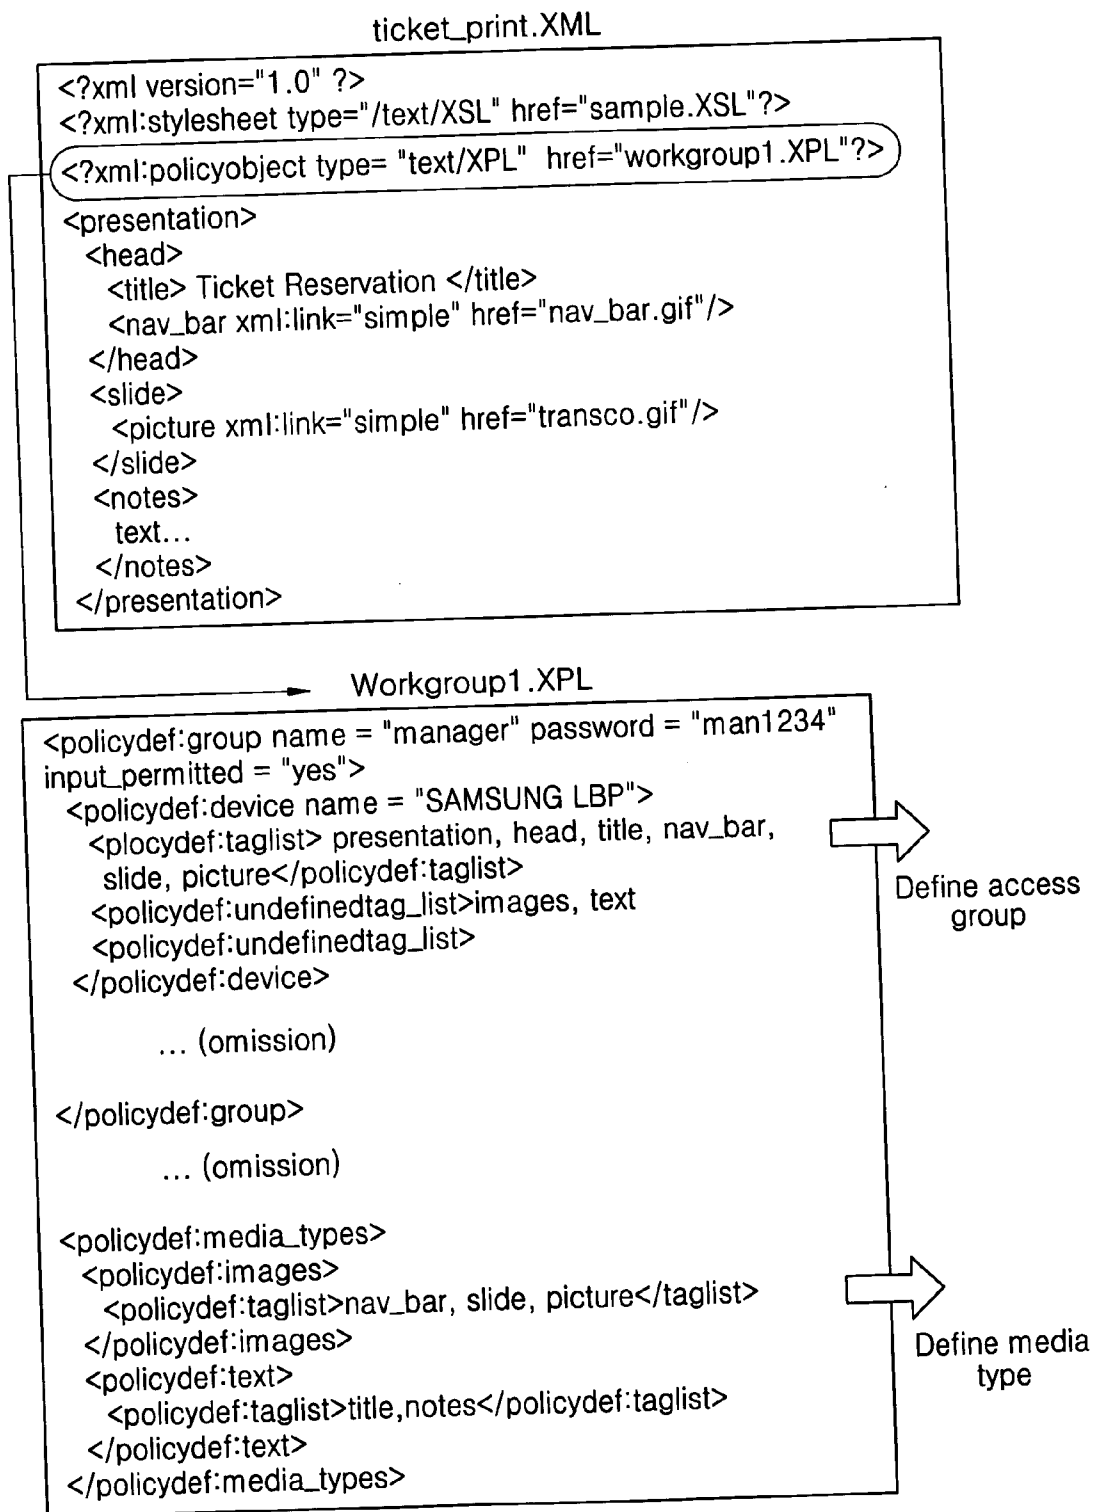 ticket_print.XML
<?xml version="1.0" ?>
<?xml:stylesheet type="/text/XSL" href="sample.XSL"?>
<?xml:policyobject type= "text/XPL" href="workgroup1.XPL"?>
<presentation>
<head>
<title> Ticket Reservation </title>
<nav_bar xml:link="simple" href="nav_bar.gif"/>
</head>
<slide>
<picture xml:link="simple" href="transco.gif"/>
</slide>
<notes>
text...
</notes>
</presentation>
Workgroup1.XPL
<policydef:group name = "manager" password = "man1234"
input_permitted = "yes">
<policydef:device name = "SAMSUNG LBP">
<plocydef:taglist> presentation, head, title, nav_bar,
slide, picture</policydef:taglist>
<policydef:undefinedtag_list>images, text
<policydef:undefinedtag_list>
</policydef:device>
Define access
group
... (omission)
</policydef:group>
... (omission)
<policydef:media_types>
<policydef:images>
<policydef:taglist>nav_bar, slide, picture</taglist>
</policydef:images>
<policydef:text>
<policydef:taglist>title,notes</policydef:taglist>
</policydef:text>
</policydef:media_types>
Define media
type